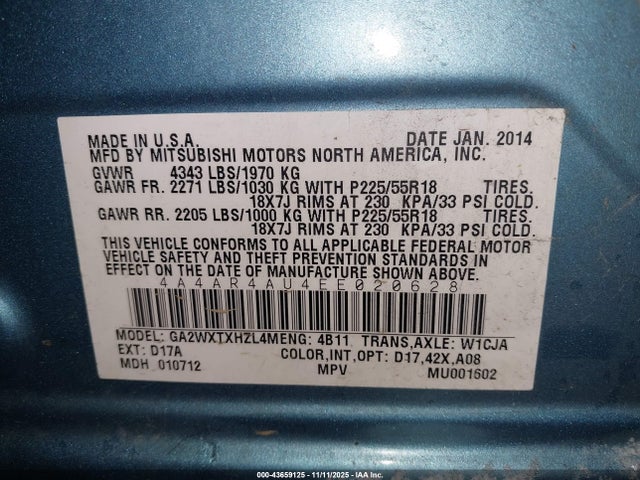 MADE IN U.S.A. DATE JAN. 2014
MFD BY MITSUBISHI MOTORS NORTH AMERICA, INC.
GVWR 4343 LBS/1970 KG
GAWR FR. 2271 LBS/1030 KG WITH P225/55R18 TIRES.
18X7J RIMS AT 230 KPA/33 PSI COLD.
GAWR RR. 2205 LBS/1000 KG WITH P225/55R18 TIRES.
18X7J RIMS AT 230 KPA/33 PSI COLD.
THIS VEHICLE CONFORMS TO ALL APPLICABLE FEDERAL MOTOR
VEHICLE SAFETY AND THEFT PREVENTION STANDARDS IN
EFFECT ON THE DATE OF MANUFACTURE SHOWN ABOVE.
4A4AR4AU4EE020628
MODEL: GA2WXTXHZL4MENG: 4B11 TRANS,AXLE: W1CJA
EXT: D17A COLOR,INT,OPT: D17,42X,A08
MDH 010712 MPV MU001602
000-43659125 - 11/11/2025 - IAA Inc.